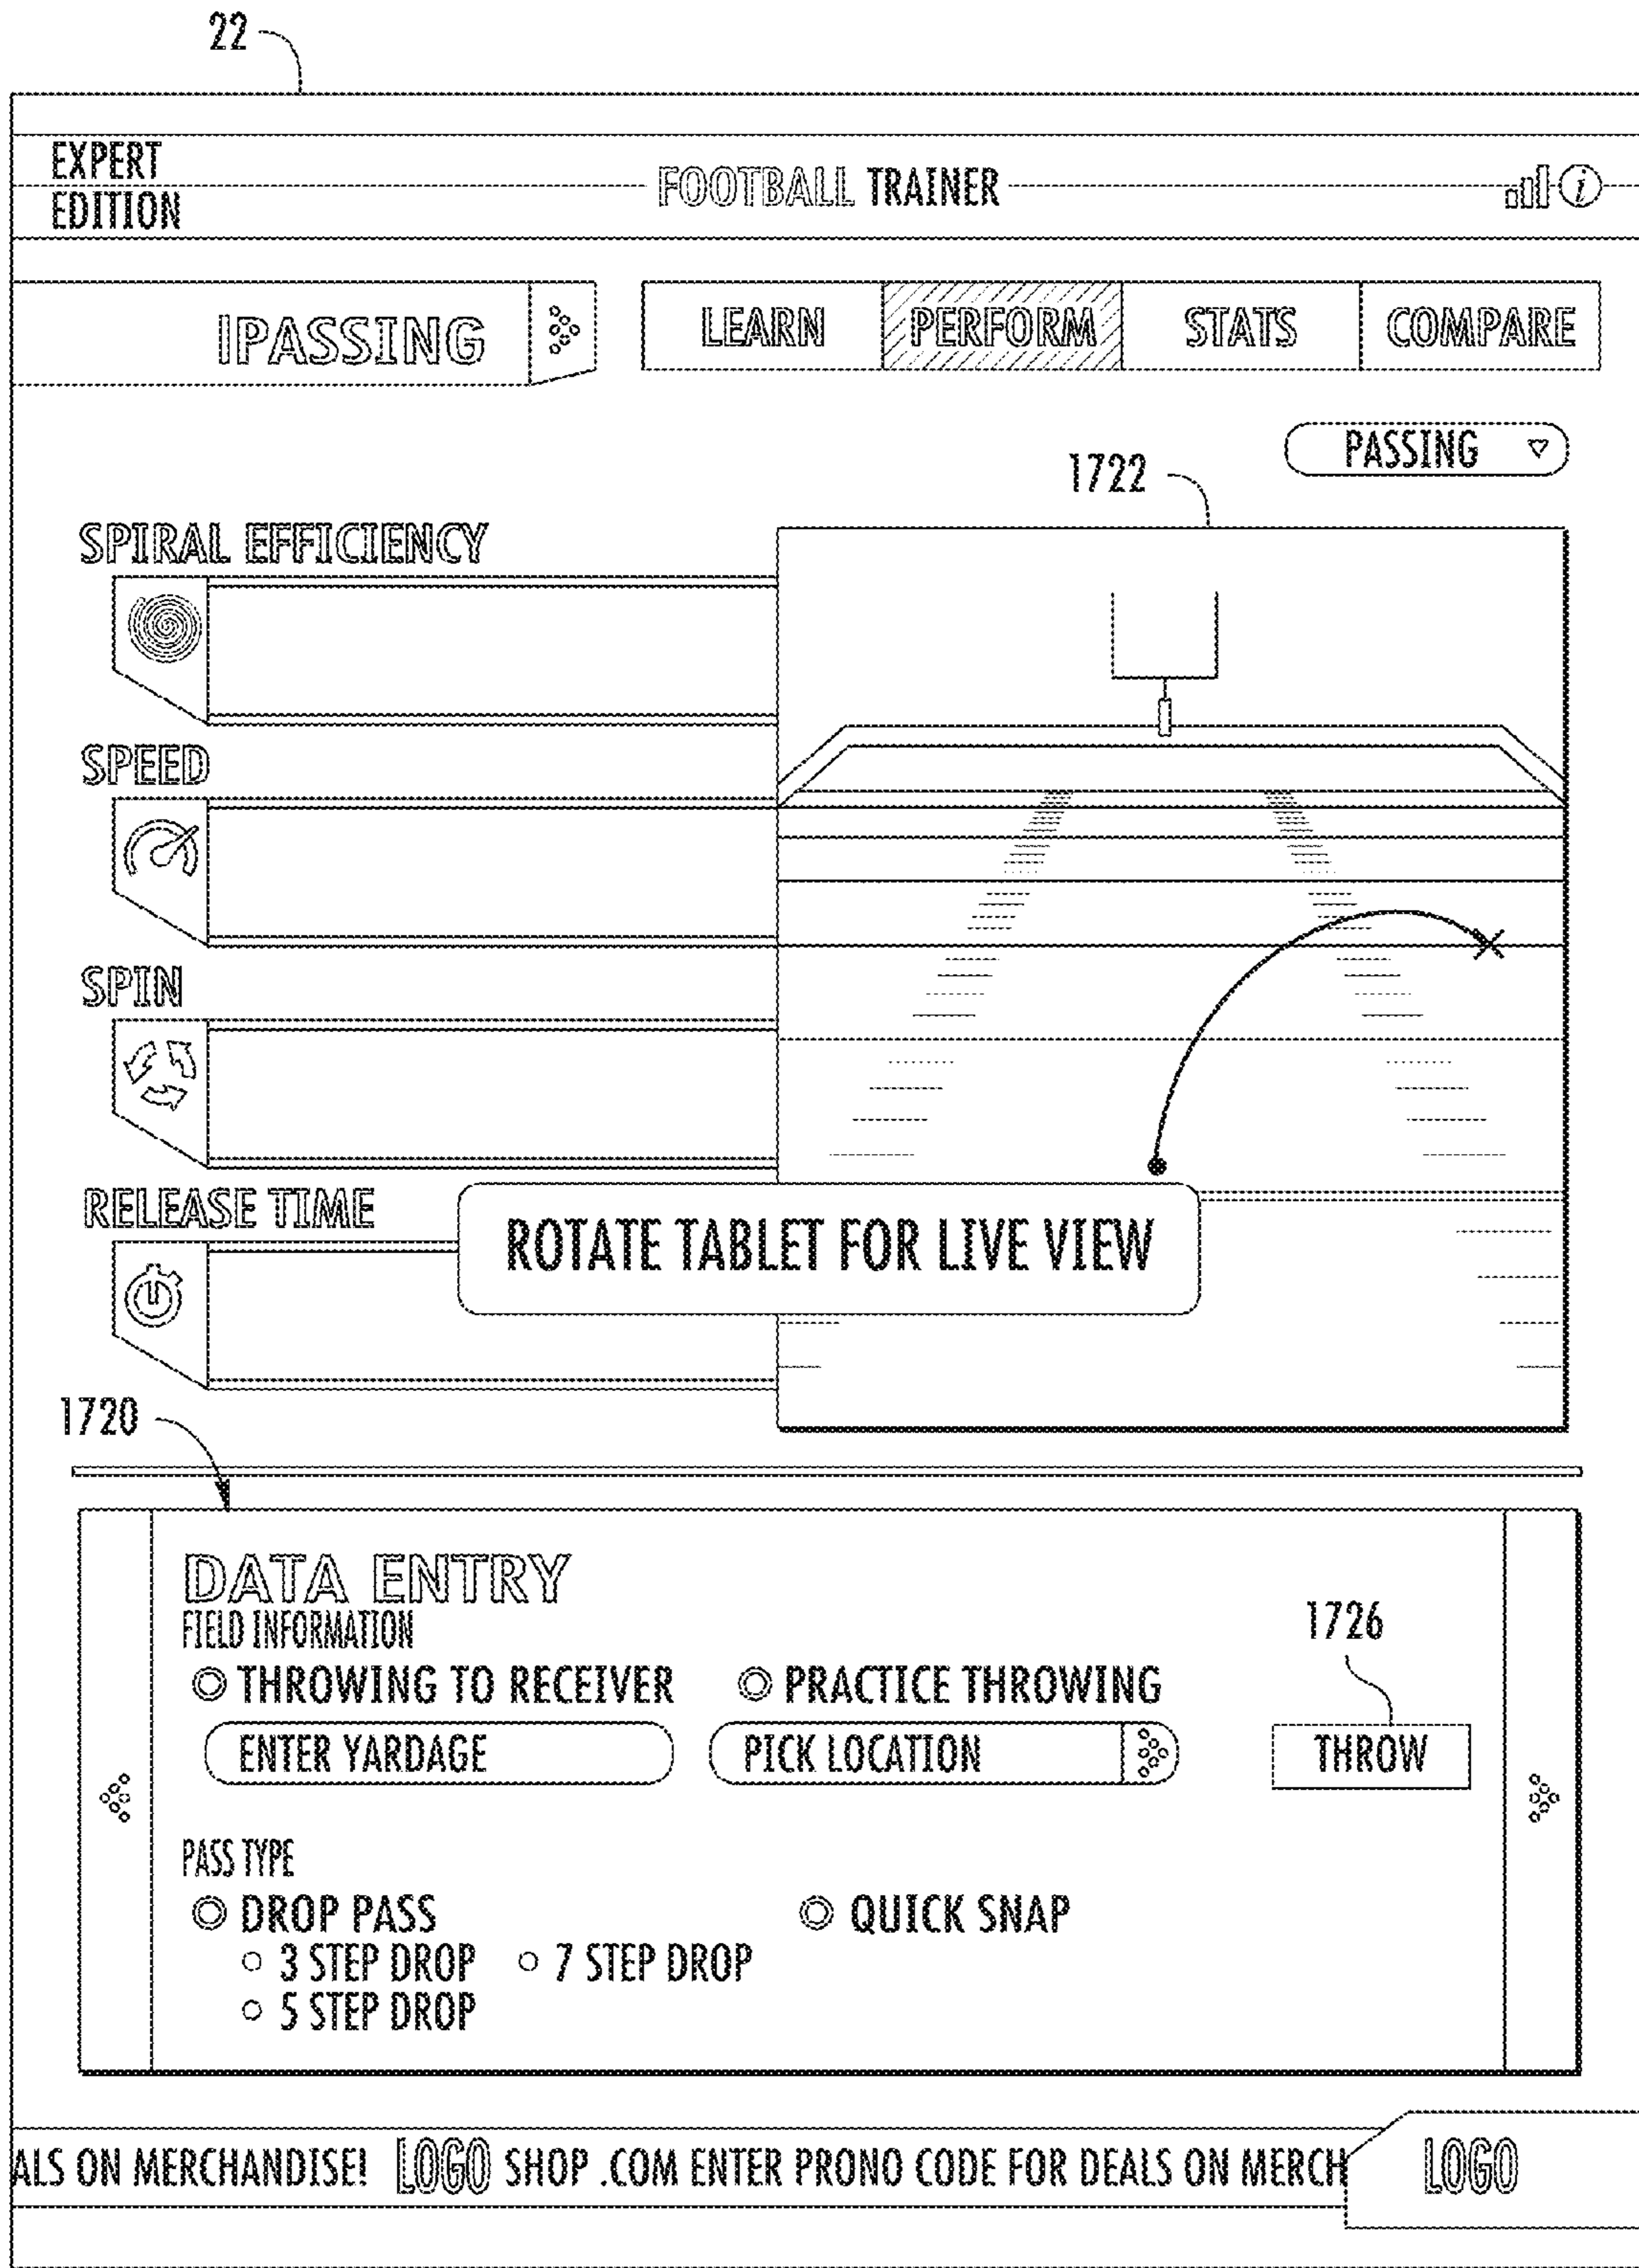 22
EXPERT
EDITION
FOOTBALL TRAINER
i
IPASSING
LEARN
PERFORM
STATS
COMPARE
PASSING
1722
SPIRAL EFFICIENCY
SPEED
SPIN
RELEASE TIME
ROTATE TABLET FOR LIVE VIEW
1720
DATA ENTRY
FIELD INFORMATION
1726
THROWING TO RECEIVER
PRACTICE THROWING
ENTER YARDAGE
PICK LOCATION
THROW
PASS TYPE
DROP PASS
QUICK SNAP
3 STEP DROP
7 STEP DROP
5 STEP DROP
ALS ON MERCHANDISE! LOGO SHOP .COM ENTER PRONO CODE FOR DEALS ON MERCH
LOGO